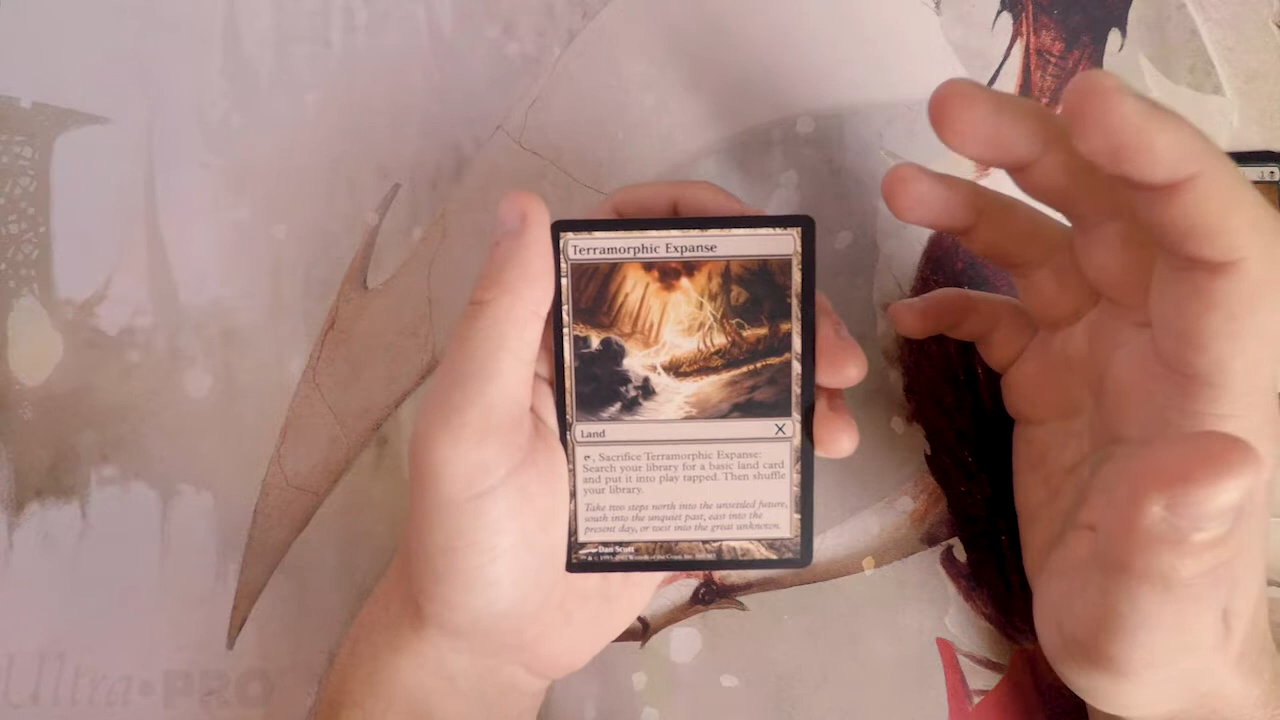 Terramorphic Expanse
Land
, Sacrifice Terramorphic Expanse:
Search your library for a basic land card
and put it into play tapped. Then shuffle
your library.
Take two steps north into the unsettled future,
south into the unquiet past, east into the
present day, or west into the great unknown.
Dan Scott
Ultra·PRO